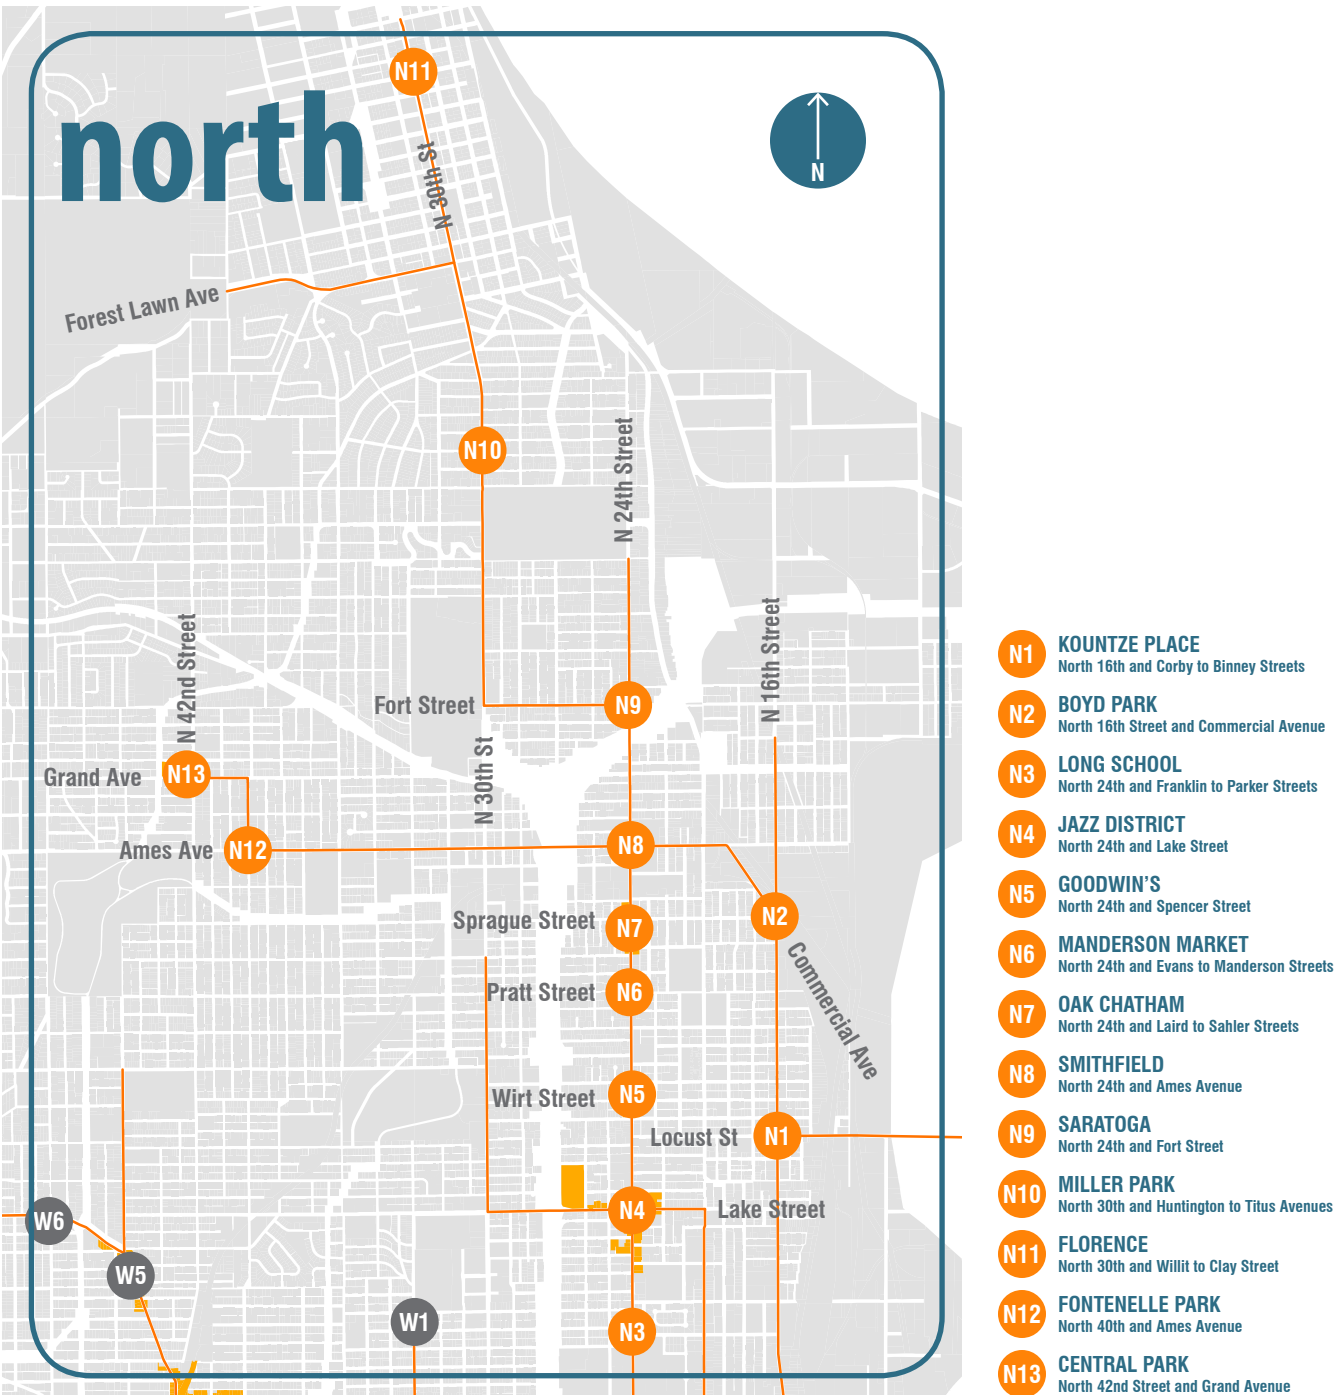 N11
north
N
N 30th St
Forest Lawn Ave
N10
N 24th Street
N 16th Street
N 42nd Street
Fort Street
N9
N 30th St
Grand Ave
N13
Ames Ave
N12
N8
Sprague Street
N7
N2
Commercial Ave
Pratt Street
N6
Wirt Street
N5
Locust St
N1
N4
Lake Street
W6
W5
W1
N3
N1
KOUNTZE PLACE
North 16th and Corby to Binney Streets
N2
BOYD PARK
North 16th Street and Commercial Avenue
N3
LONG SCHOOL
North 24th and Franklin to Parker Streets
N4
JAZZ DISTRICT
North 24th and Lake Street
N5
GOODWIN'S
North 24th and Spencer Street
N6
MANDERSON MARKET
North 24th and Evans to Manderson Streets
N7
OAK CHATHAM
North 24th and Laird to Sahler Streets
N8
SMITHFIELD
North 24th and Ames Avenue
N9
SARATOGA
North 24th and Fort Street
N10
MILLER PARK
North 30th and Huntington to Titus Avenues
N11
FLORENCE
North 30th and Willit to Clay Street
N12
FONTENELLE PARK
North 40th and Ames Avenue
N13
CENTRAL PARK
North 42nd Street and Grand Avenue